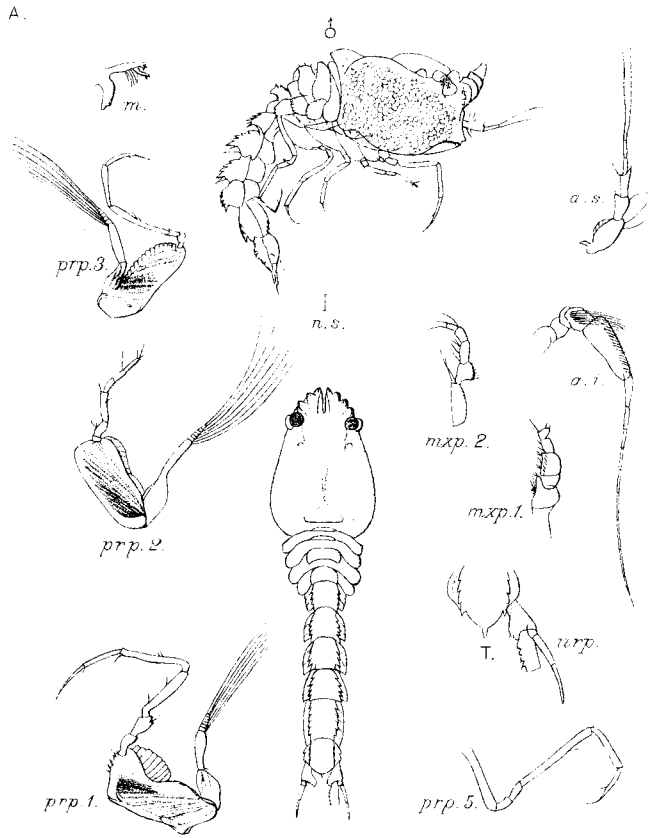 A.
♂
m.
a.s.
prp.3.
n.s.
a.i.
mxp.2.
prp.2.
mxp.1.
T.
urp.
prp.1.
prp.5.